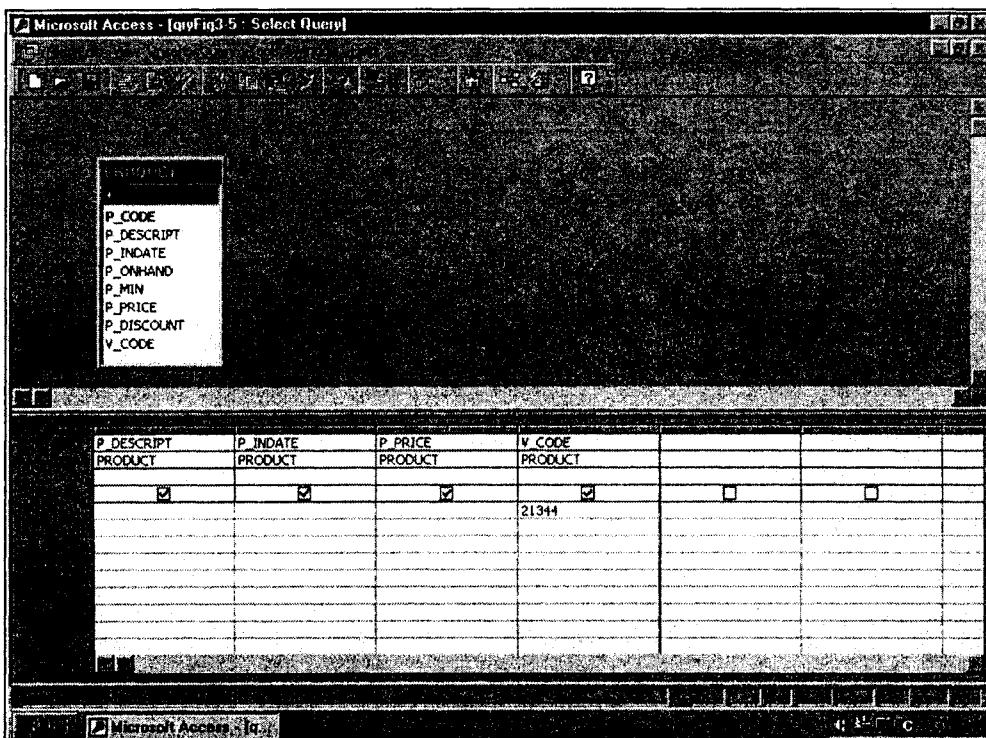 Microsoft Access - [qryFig3-5 : Select Query]
P_CODE
P_DESCRIPT
P_INDATE
P_ONHAND
P_MIN
P_PRICE
P_DISCOUNT
V_CODE
P_DESCRIPT P_INDATE P_PRICE V_CODE
PRODUCT PRODUCT PRODUCT PRODUCT
21344
Microsoft Access - [q